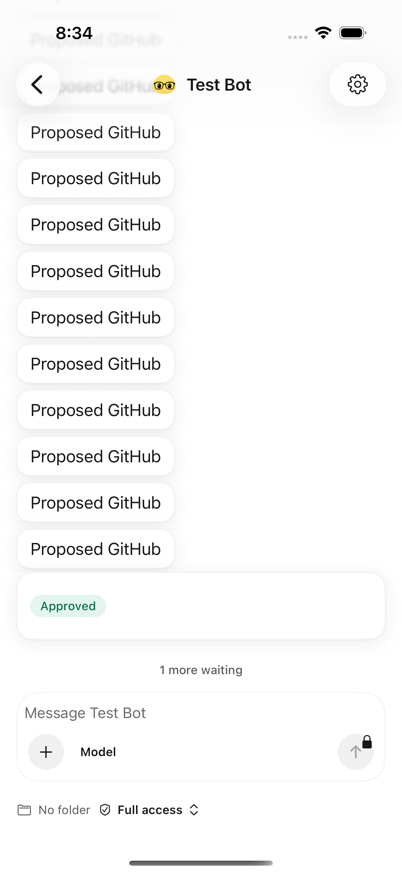 Proposed GitHub
8:34
Proposed GitHub
Test Bot
Proposed GitHub
Proposed GitHub
Proposed GitHub
Proposed GitHub
Proposed GitHub
Proposed GitHub
Proposed GitHub
Proposed GitHub
Proposed GitHub
Proposed GitHub
Approved
1 more waiting
Message Test Bot
Model
No folder
Full access